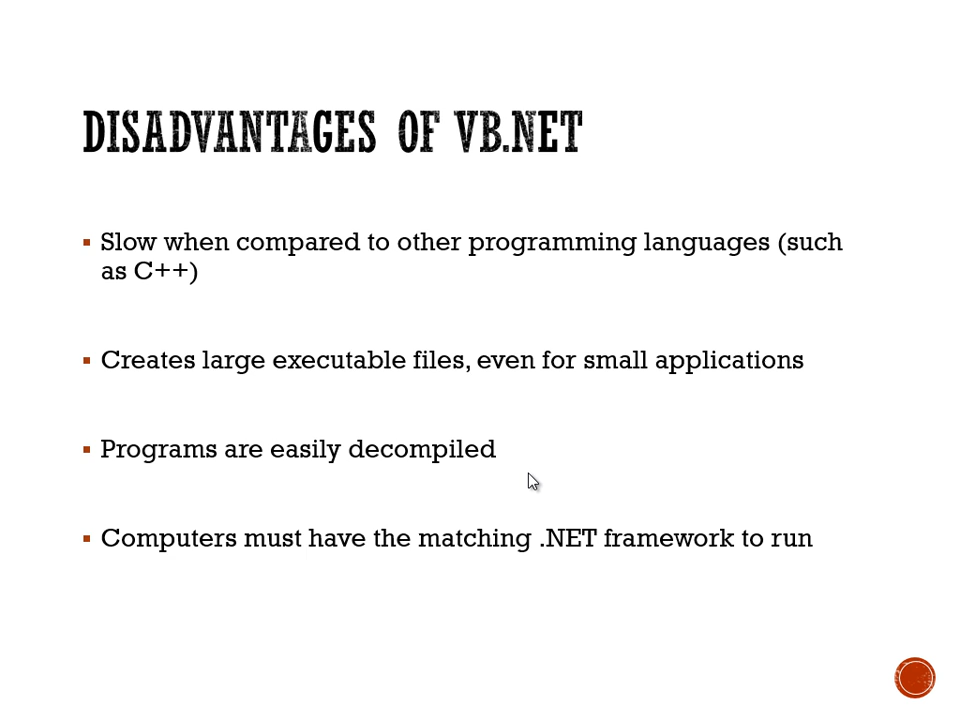 DISADVANTAGES OF VB.NET
Slow when compared to other programming languages (such
as C++)
Creates large executable files, even for small applications
Programs are easily decompiled
Computers must have the matching .NET framework to run